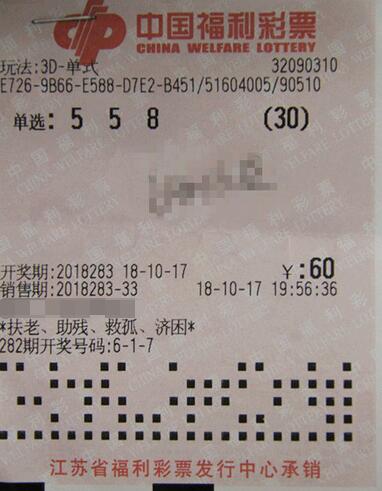 中国福利彩票
CHINA WELFARE LOTTERY
玩法:3D-单式 32090310
E726-9B66-E588-D7E2-B451/51604005/90510
单选: 5 5 8 (30)
开奖期:2018283 18-10-17 ¥:60
销售期:2018283-33 18-10-17 19:56:36
*扶老、助残、救孤、济困*
282期开奖号码:6-1-7
江苏省福利彩票发行中心承销